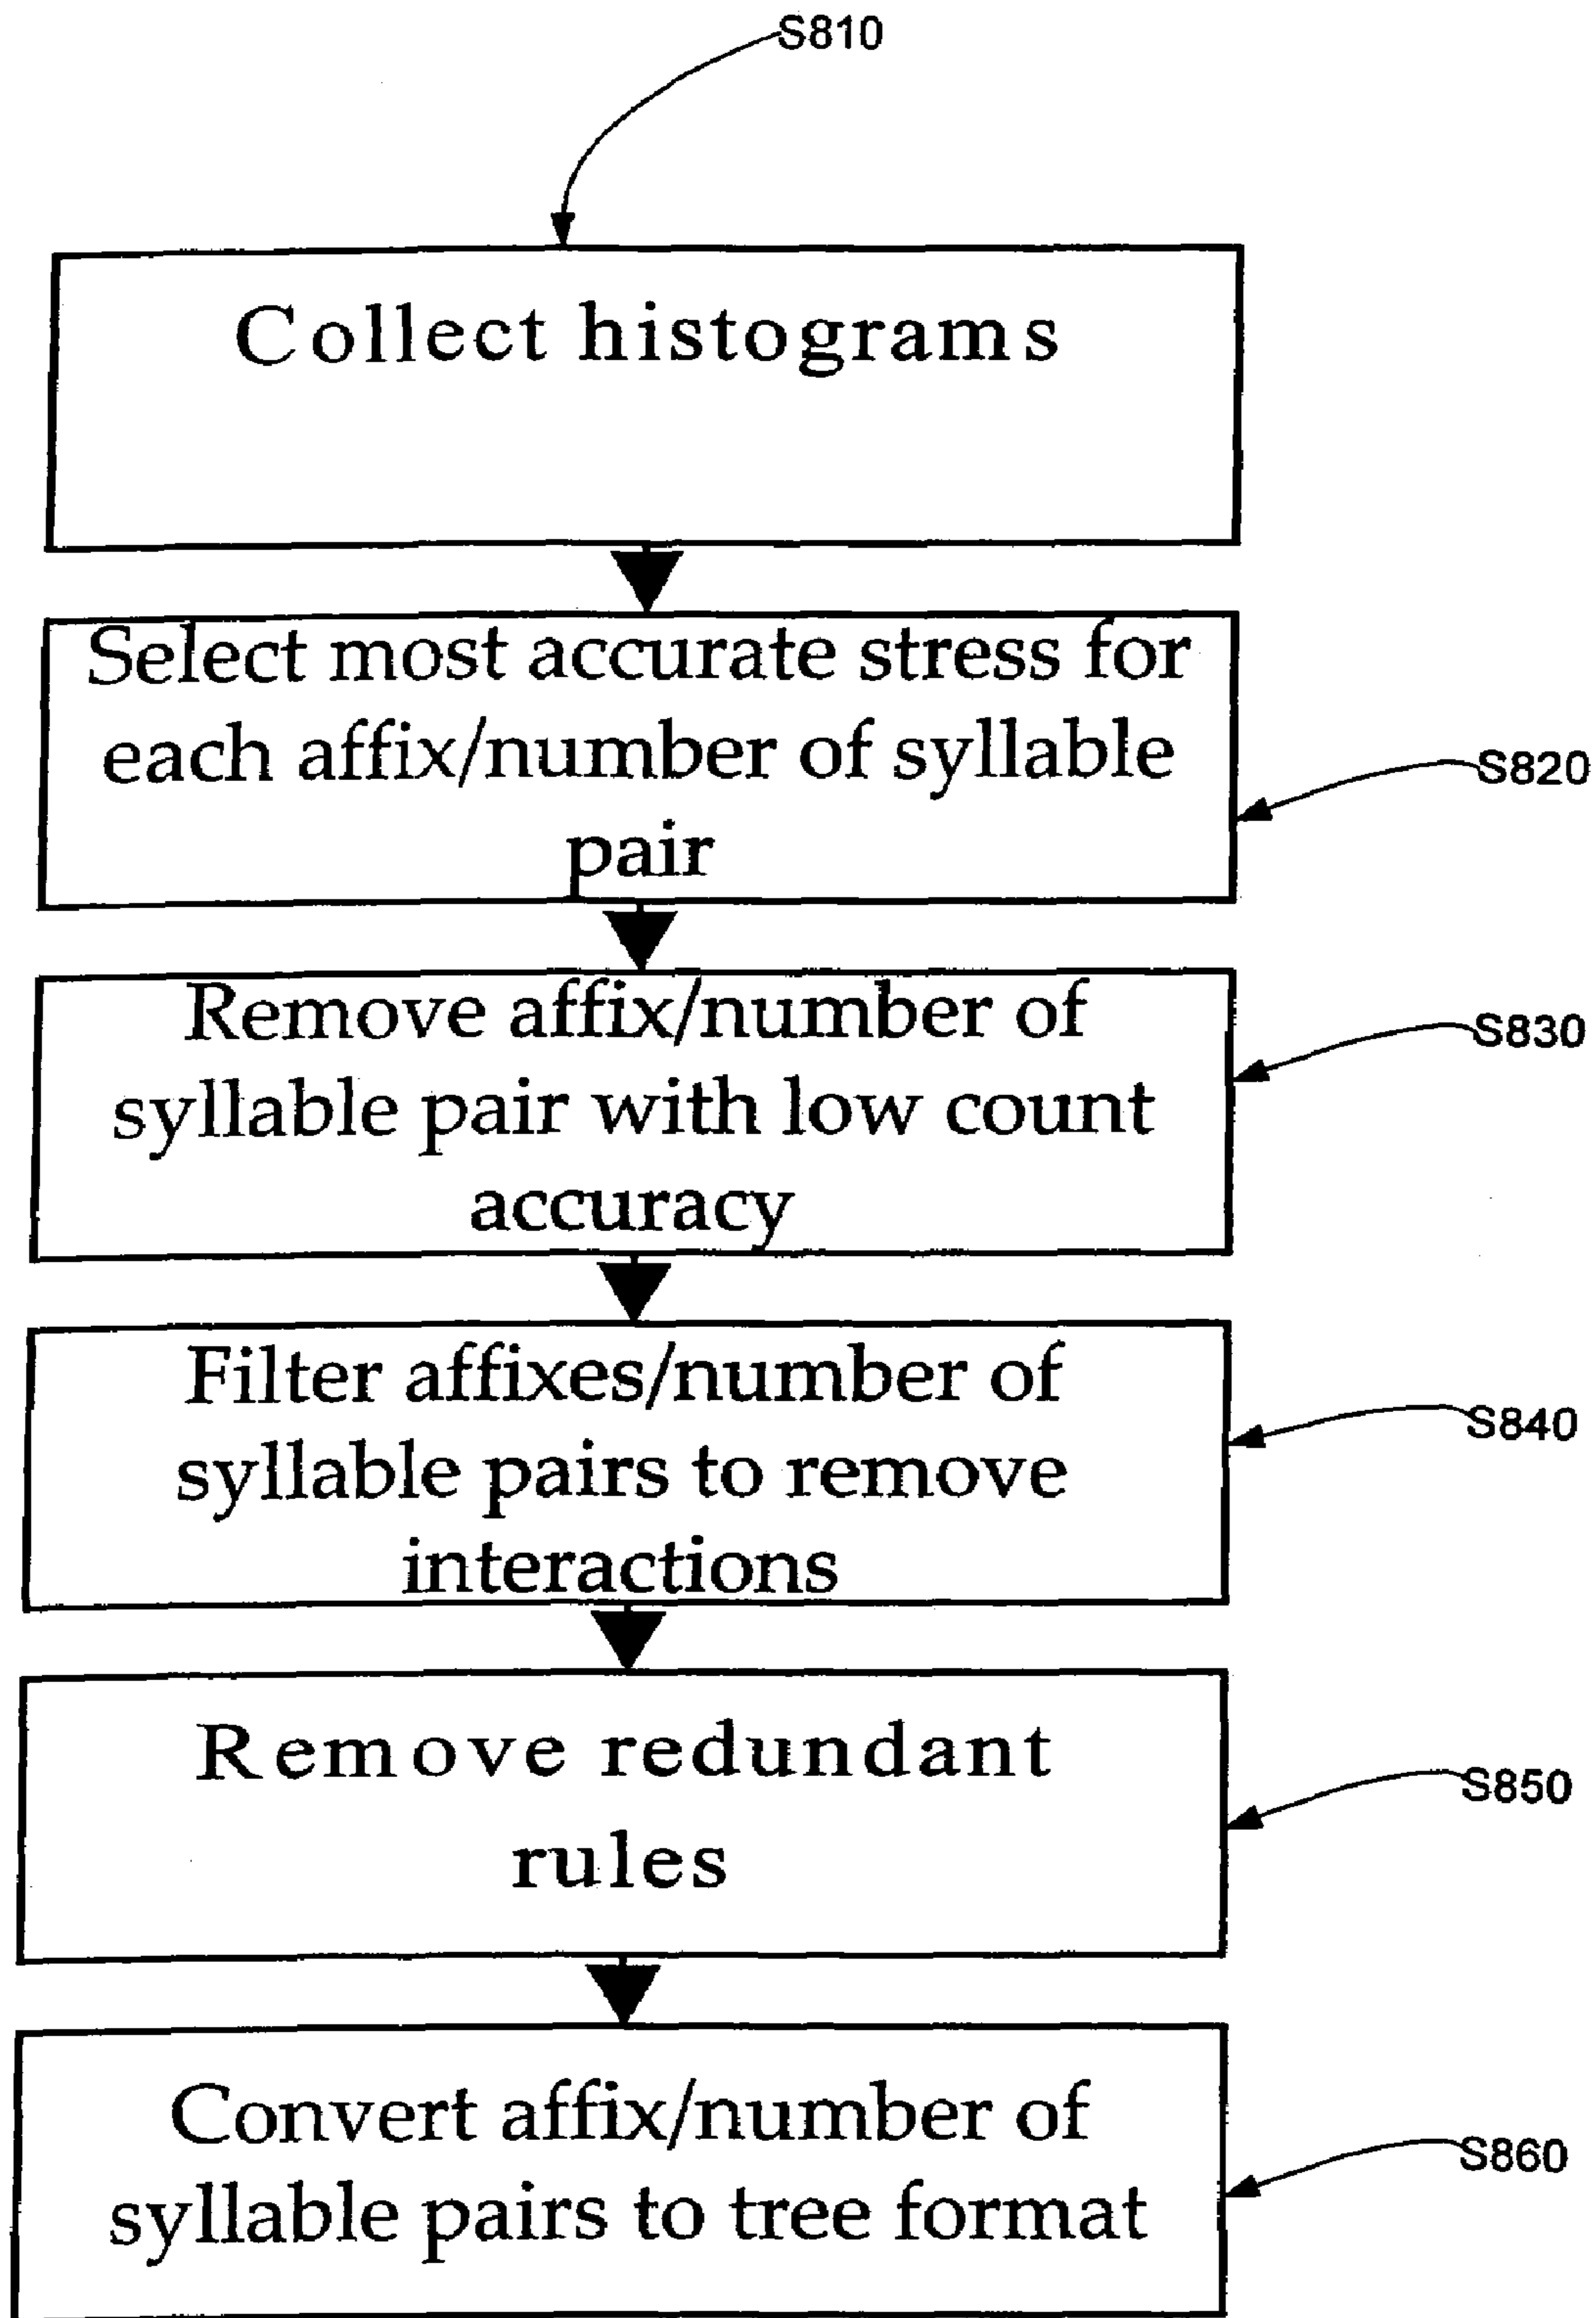 S810
Collect histograms
Select most accurate stress for
each affix/number of syllable
pair
S820
Remove affix/number of
syllable pair with low count
accuracy
S830
Filter affixes/number of
syllable pairs to remove
interactions
S840
Remove redundant
rules
S850
Convert affix/number of
syllable pairs to tree format
S860